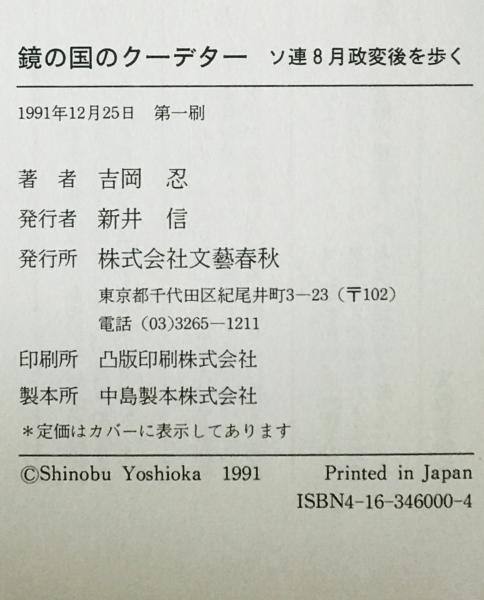 鏡の国のクーデター　ソ連8月政変後を歩く
1991年12月25日　第一刷
著　者　吉岡　忍
発行者　新井　信
発行所　株式会社文藝春秋
東京都千代田区紀尾井町3―23（〒102）
電話（03）3265―1211
印刷所　凸版印刷株式会社
製本所　中島製本株式会社
＊定価はカバーに表示してあります
©Shinobu Yoshioka　1991　Printed in Japan
ISBN4-16-346000-4